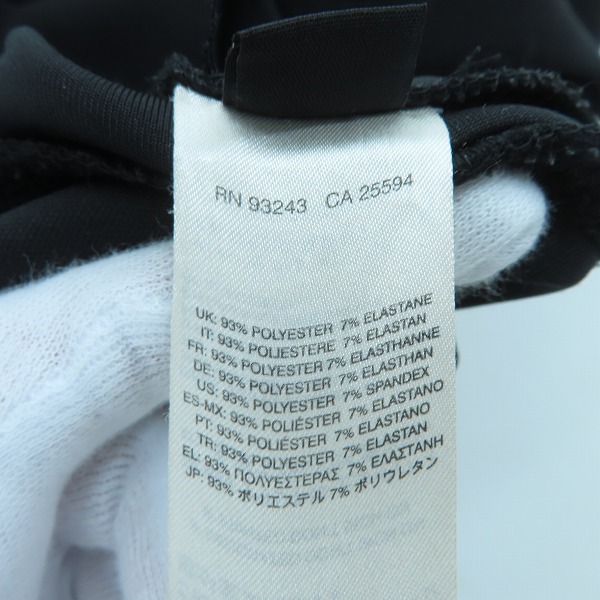 RN 93243 CA 25594
UK: 93% POLYESTER 7% ELASTANE
IT: 93% POLIESTERE 7% ELASTAN
FR: 93% POLYESTER 7% ELASTHANNE
DE: 93% POLYESTER 7% ELASTHAN
US: 93% POLYESTER 7% SPANDEX
ES-MX: 93% POLIÉSTER 7% ELASTANO
PT: 93% POLIÉSTER 7% ELASTANO
TR: 93% POLYESTER 7% ELASTAN
EL: 93% ΠΟΛΥΕΣΤΕΡΑΣ 7% ΕΛΑΣΤΑΝΗ
JP: 93% ポリエステル 7% ポリウレタン